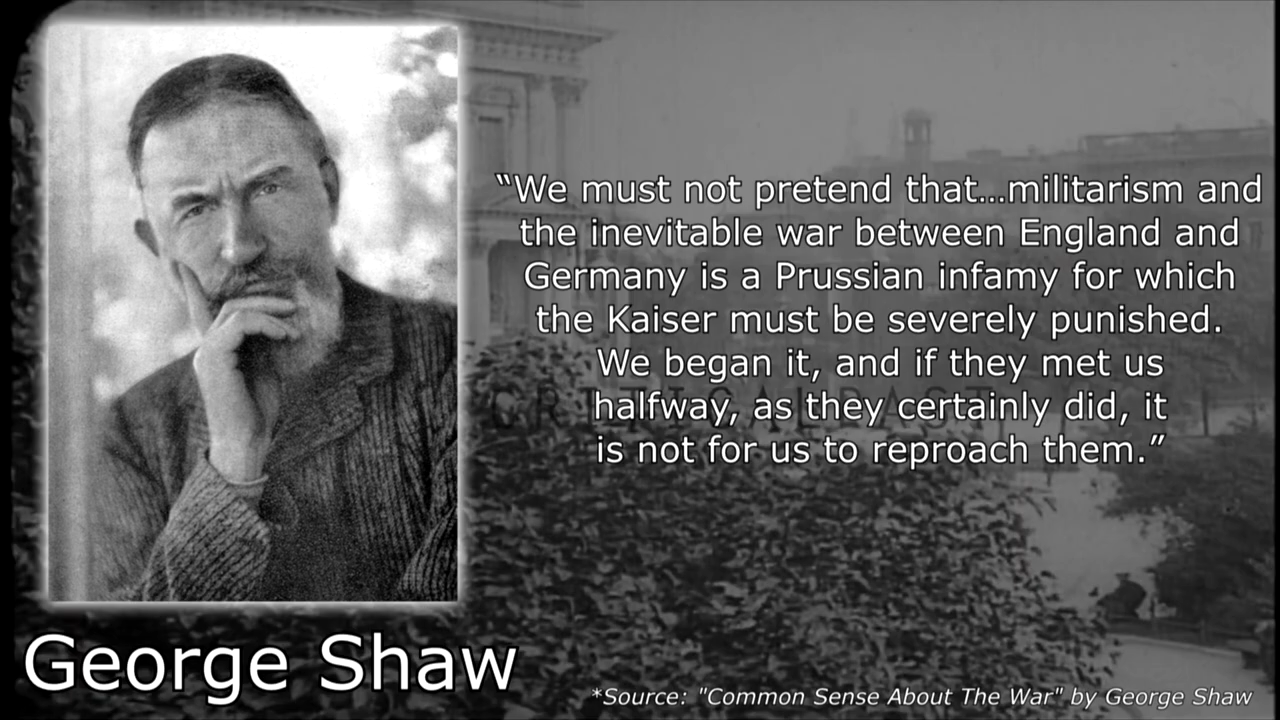 “We must not pretend that...militarism and
the inevitable war between England and
Germany is a Prussian infamy for which
the Kaiser must be severely punished.
We began it, and if they met us
halfway, as they certainly did, it
is not for us to reproach them.”
CRITICALPAST
George Shaw
*Source: "Common Sense About The War" by George Shaw